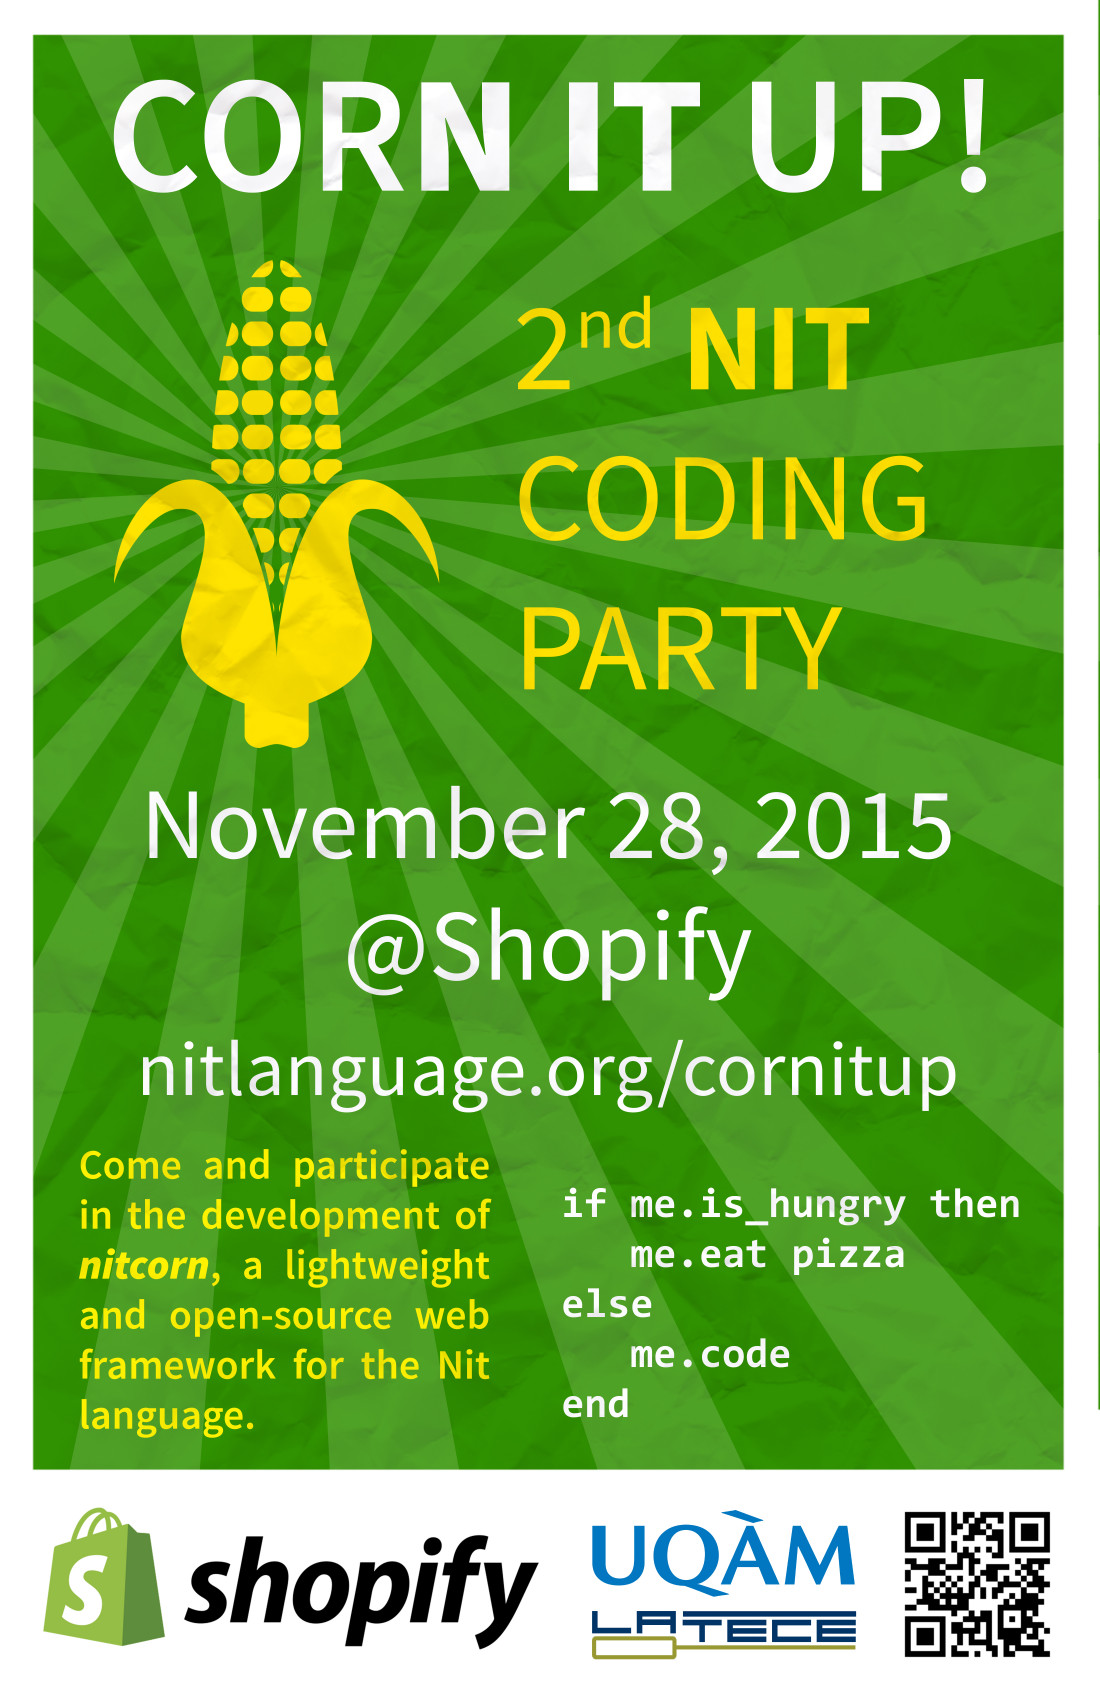 CORN IT UP!
2nd NIT
CODING
PARTY
November 28, 2015
@Shopify
nitlanguage.org/cornitup
Come and participate
in the development of
nitcorn, a lightweight
and open-source web
framework for the Nit
language.
if me.is_hungry then
   me.eat pizza
else
   me.code
end
S
shopify
UQÀM
LATECE